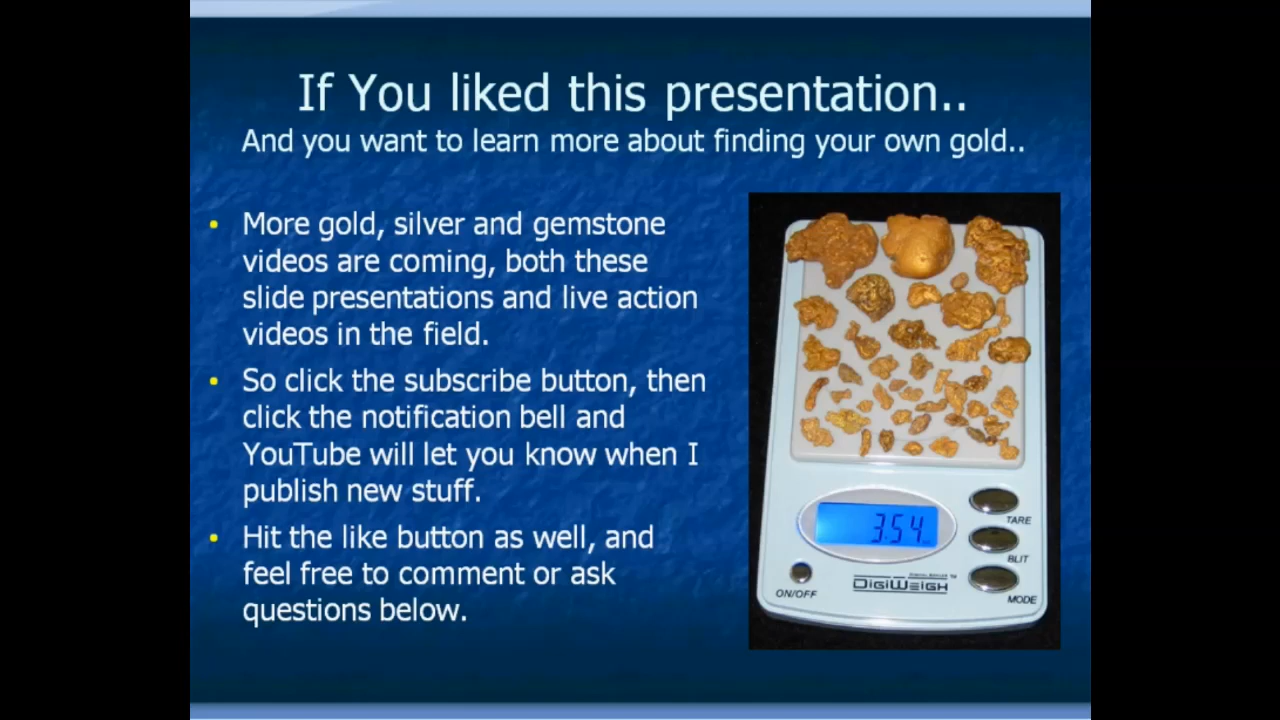 If You liked this presentation..
And you want to learn more about finding your own gold..
• More gold, silver and gemstone
videos are coming, both these
slide presentations and live action
videos in the field.
• So click the subscribe button, then
click the notification bell and
YouTube will let you know when I
publish new stuff.
• Hit the like button as well, and
feel free to comment or ask
questions below.
3.54
TARE
BLIT
MODE
ON/OFF
DIGIWEIGH